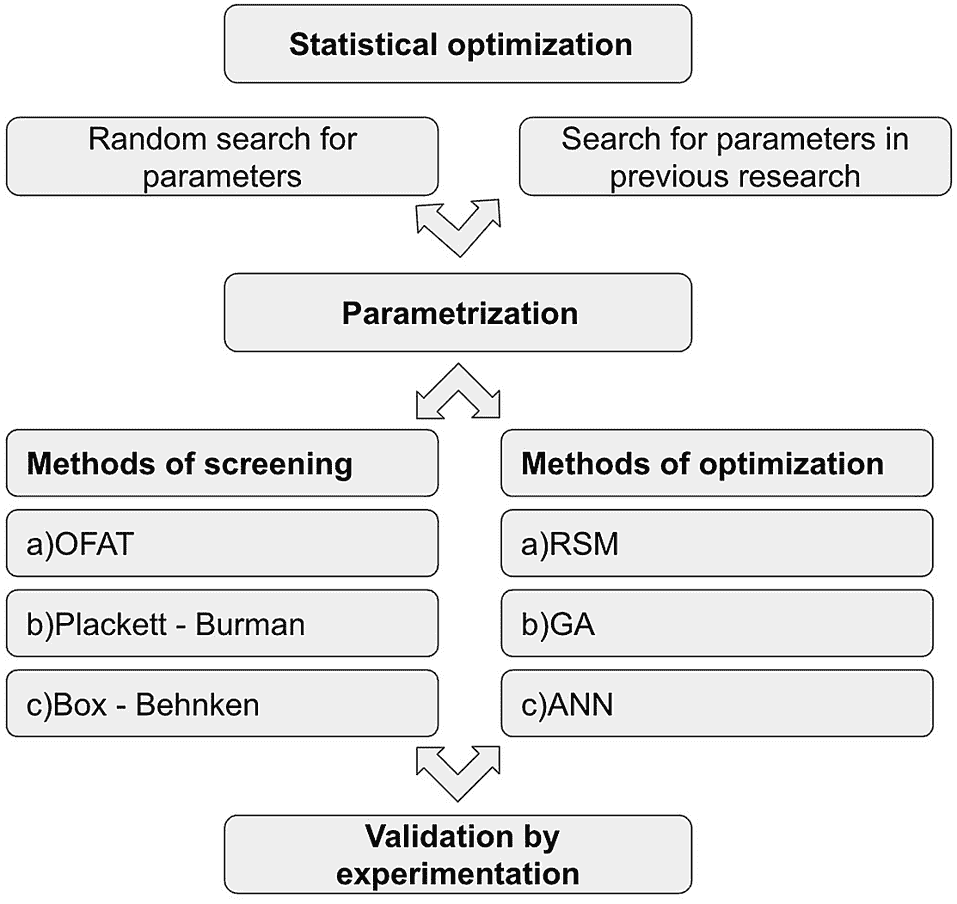 Statistical optimization
Random search for
parameters
Search for parameters in
previous research
Parametrization
Methods of screening
a)OFAT
b)Plackett - Burman
c)Box - Behnken
Methods of optimization
a)RSM
b)GA
c)ANN
Validation by
experimentation